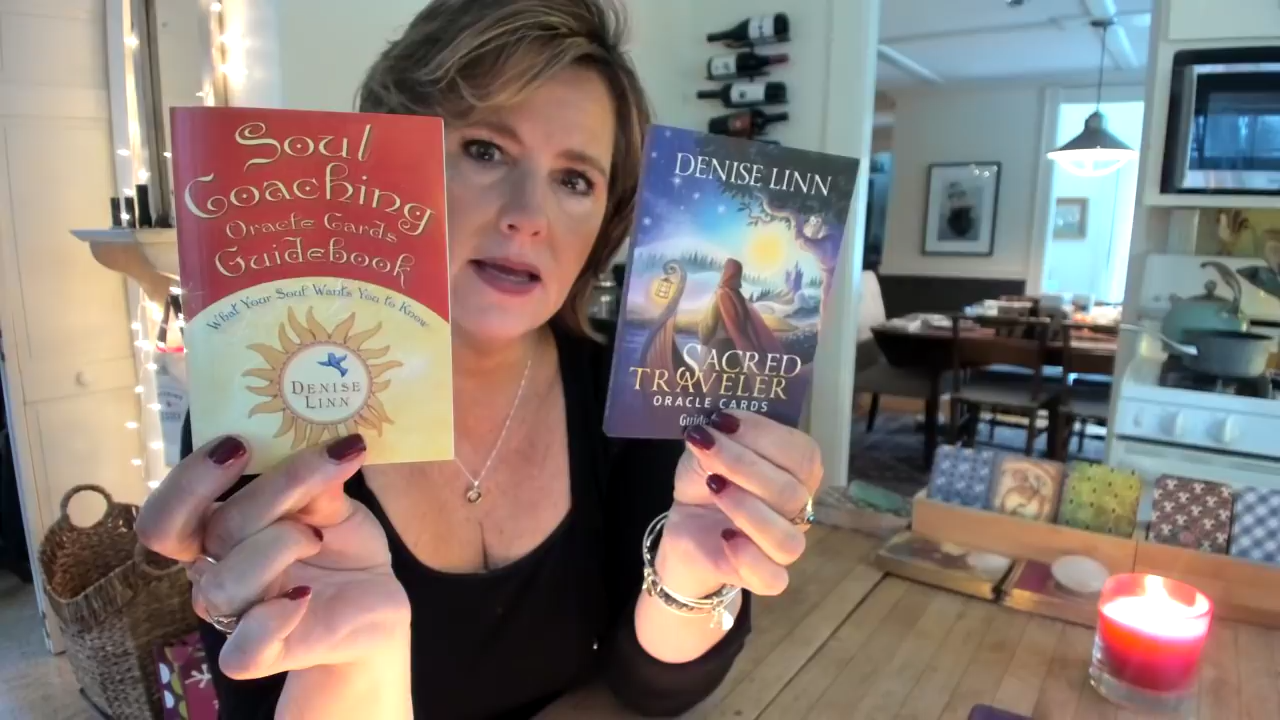 Soul
Coaching
Oracle Cards
Guidebook
What Your Soul Wants You to Know
DENISE
LINN
DENISE LINN
SACRED
TRAVELER
ORACLE CARDS